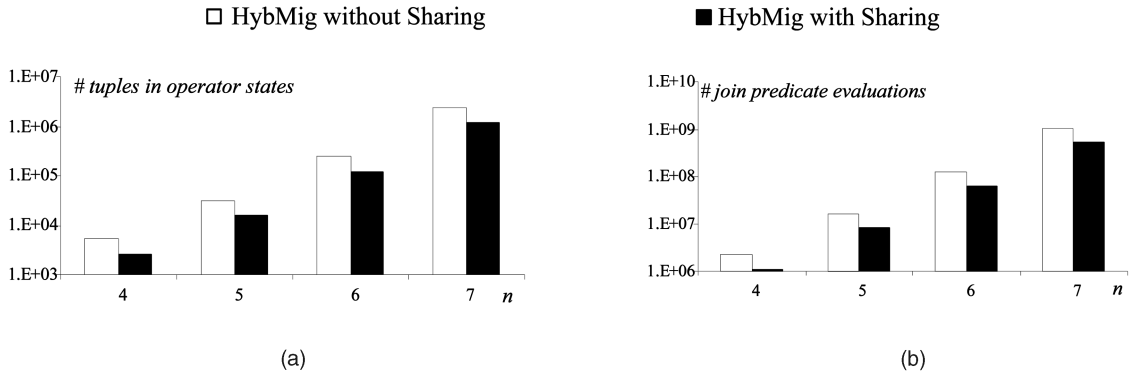 HybMig without Sharing
HybMig with Sharing
# tuples in operator states
1.E+07
1.E+06
1.E+05
1.E+04
1.E+03
4 5 6 7 n
(a)
# join predicate evaluations
1.E+10
1.E+09
1.E+08
1.E+07
1.E+06
4 5 6 7 n
(b)